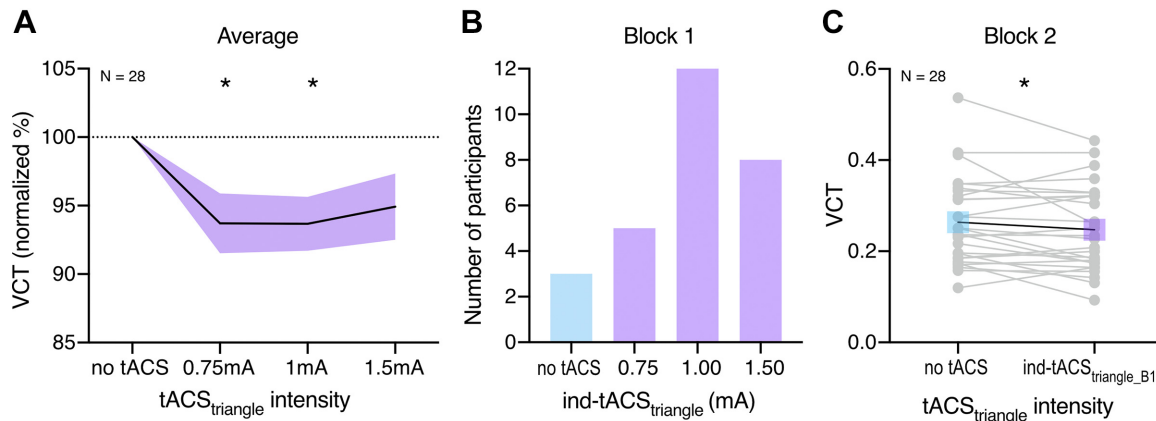 A
Average
N = 28
*
*
105
100
95
90
85
VCT (normalized %)
no tACS
0.75mA
1mA
1.5mA
tACStriangle intensity
B
Block 1
12
10
8
6
4
2
0
Number of participants
no tACS
0.75
1.00
1.50
ind-tACStriangle (mA)
C
Block 2
N = 28
*
0.6
0.4
0.2
0.0
VCT
no tACS
ind-tACStriangle_B1
tACStriangle intensity